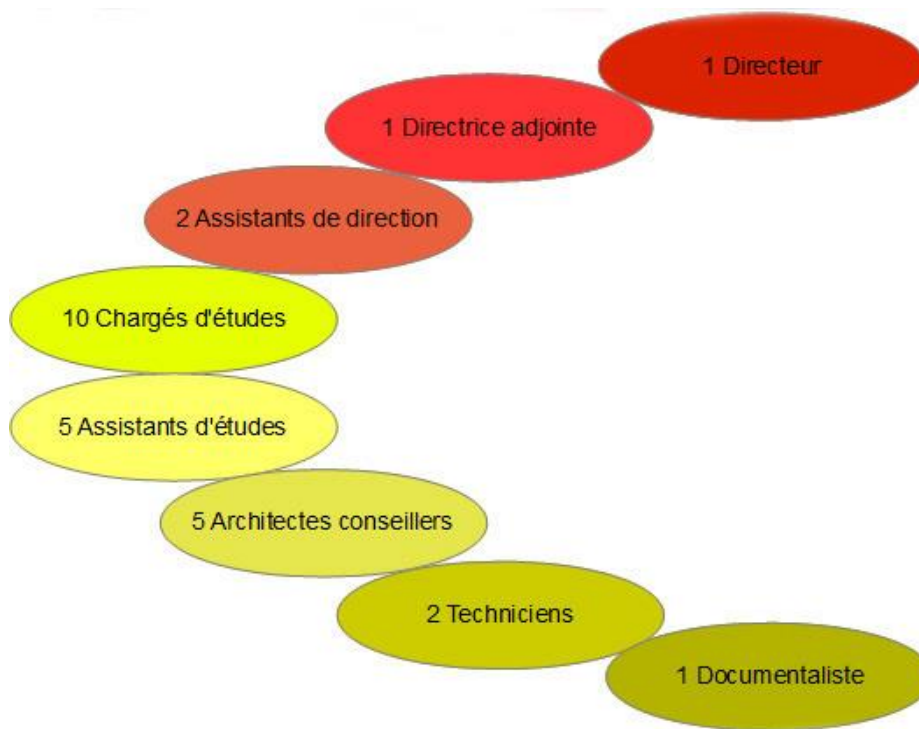 1 Directeur
1 Directrice adjointe
2 Assistants de direction
10 Chargés d'études
5 Assistants d'études
5 Architectes conseillers
2 Techniciens
1 Documentaliste